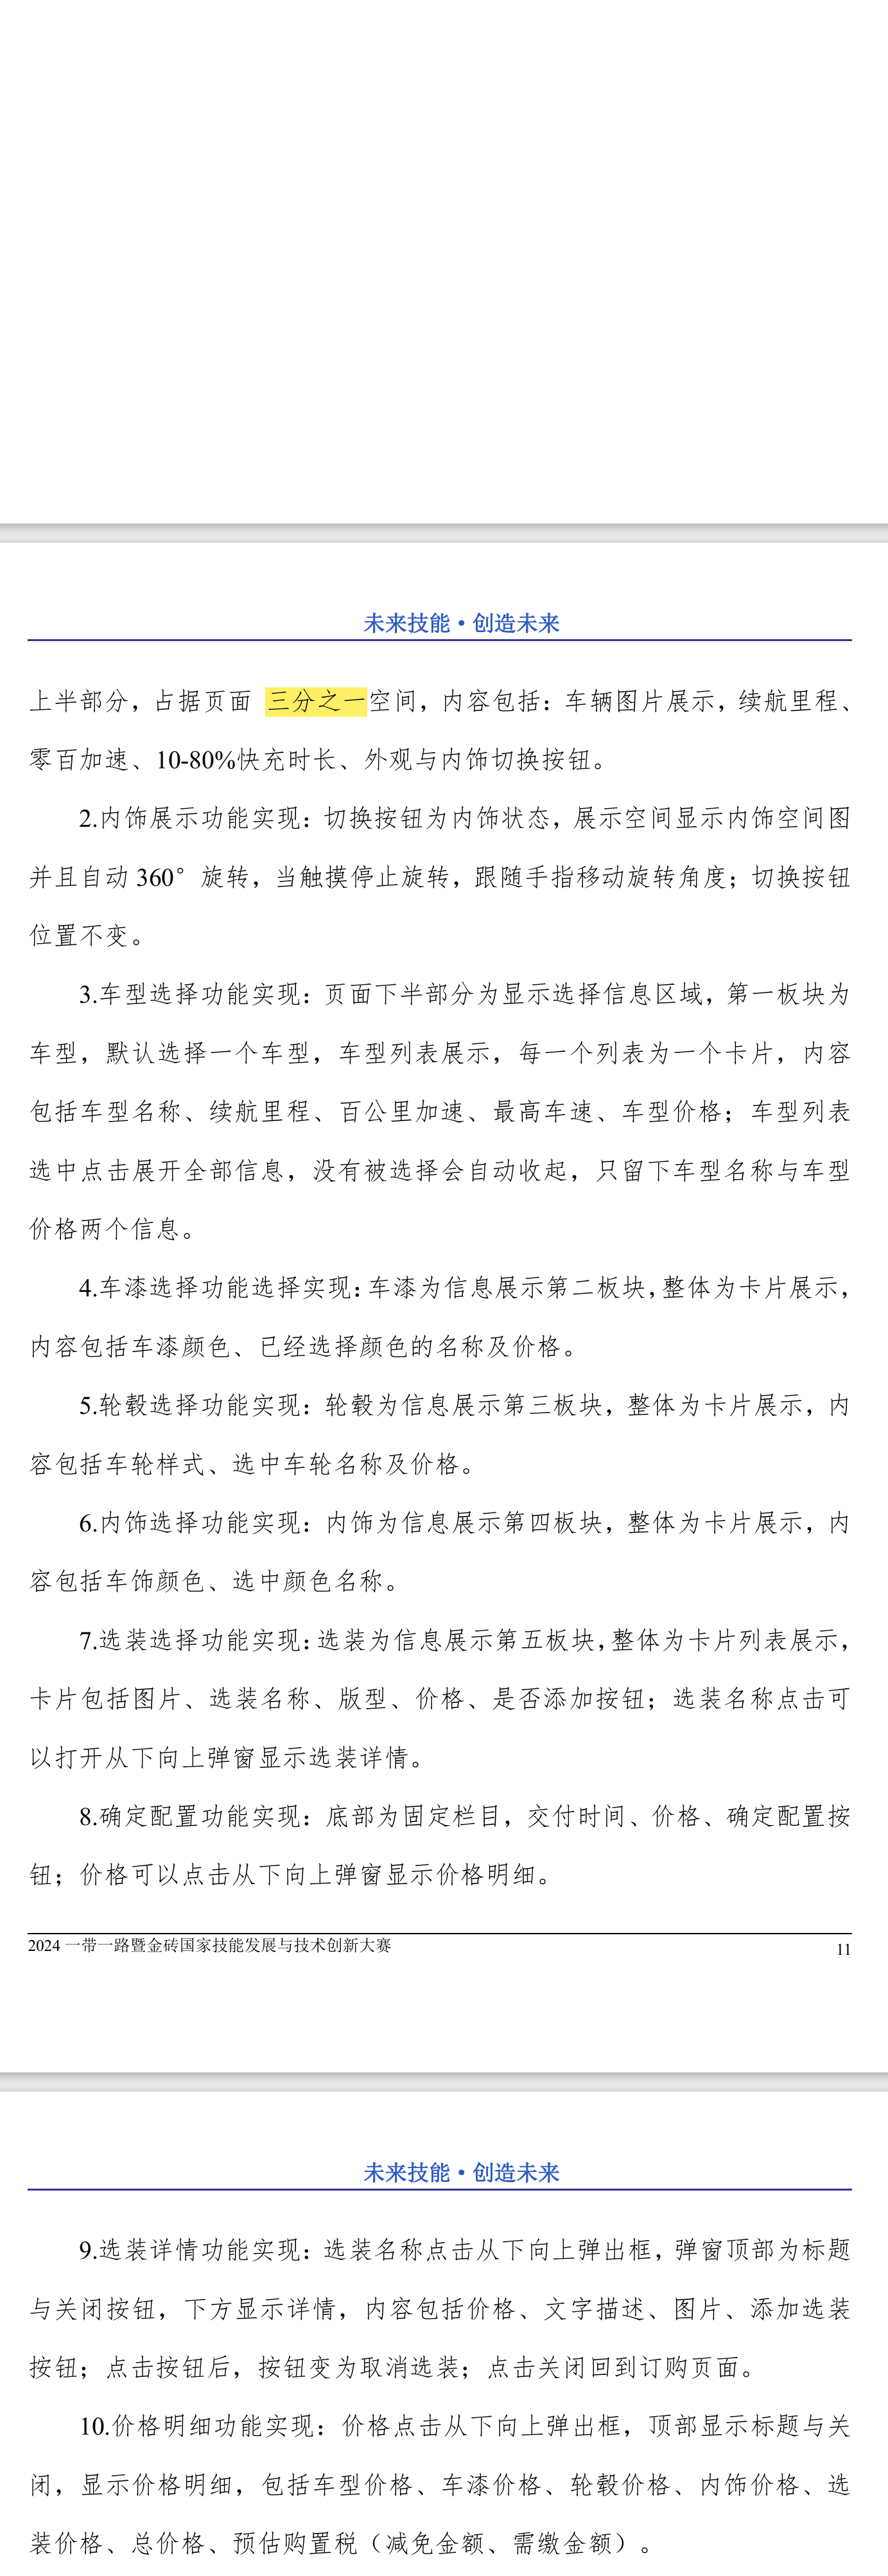 未来技能·创造未来
上半部分，占据页面 三分之一空间，内容包括：车辆图片展示，续航里程、
零百加速、10-80%快充时长、外观与内饰切换按钮。
2.内饰展示功能实现：切换按钮为内饰状态，展示空间显示内饰空间图
并且自动 360° 旋转，当触摸停止旋转，跟随手指移动旋转角度；切换按钮
位置不变。
3.车型选择功能实现：页面下半部分为显示选择信息区域，第一板块为
车型，默认选择一个车型，车型列表展示，每一个列表为一个卡片，内容
包括车型名称、续航里程、百公里加速、最高车速、车型价格；车型列表
选中点击展开全部信息，没有被选择会自动收起，只留下车型名称与车型
价格两个信息。
4.车漆选择功能选择实现：车漆为信息展示第二板块，整体为卡片展示，
内容包括车漆颜色、已经选择颜色的名称及价格。
5.轮毂选择功能实现：轮毂为信息展示第三板块，整体为卡片展示，内
容包括车轮样式、选中车轮名称及价格。
6.内饰选择功能实现：内饰为信息展示第四板块，整体为卡片展示，内
容包括车饰颜色、选中颜色名称。
7.选装选择功能实现：选装为信息展示第五板块，整体为卡片列表展示，
卡片包括图片、选装名称、版型、价格、是否添加按钮；选装名称点击可
以打开从下向上弹窗显示选装详情。
8.确定配置功能实现：底部为固定栏目，交付时间、价格、确定配置按
钮；价格可以点击从下向上弹窗显示价格明细。
2024 一带一路暨金砖国家技能发展与技术创新大赛
11
未来技能·创造未来
9.选装详情功能实现：选装名称点击从下向上弹出框，弹窗顶部为标题
与关闭按钮，下方显示详情，内容包括价格、文字描述、图片、添加选装
按钮；点击按钮后，按钮变为取消选装；点击关闭回到订购页面。
10.价格明细功能实现：价格点击从下向上弹出框，顶部显示标题与关
闭，显示价格明细，包括车型价格、车漆价格、轮毂价格、内饰价格、选
装价格、总价格、预估购置税（减免金额、需缴金额）。